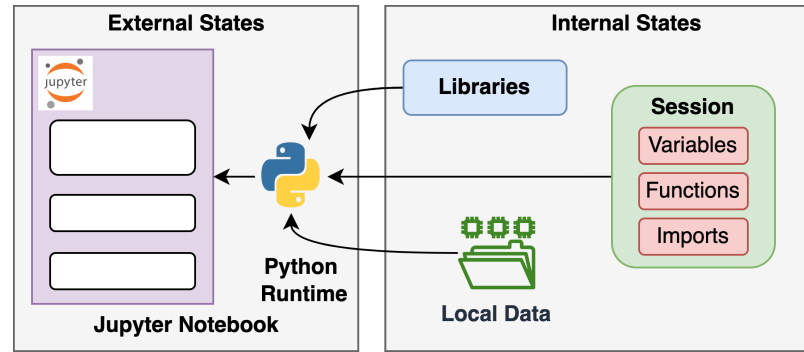 External States
jupyter
Python
Runtime
Jupyter Notebook
Internal States
Libraries
Session
Variables
Functions
Imports
Local Data